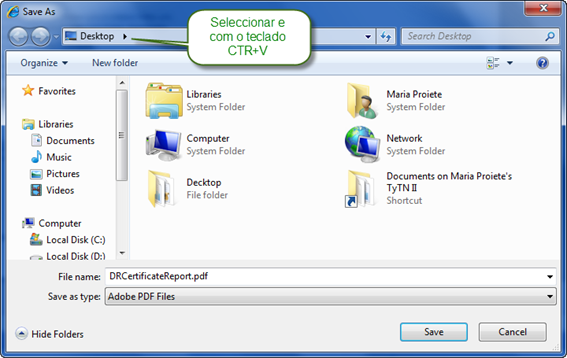 Save As
Seleccionar e
com o teclado
CTR+V
Desktop
Search Desktop
Organize
New folder
Favorites
Libraries
Documents
Music
Pictures
Videos
Computer
Local Disk (C:)
Local Disk (D:)
Libraries
System Folder
Maria Proiete
System Folder
Computer
System Folder
Network
System Folder
Decktop
File folder
Documents on Maria Proiete's
TyTN II
Shortcut
File name: DRCertificateReport.pdf
Save as type: Adobe PDF Files
Hide Folders
Save
Cancel